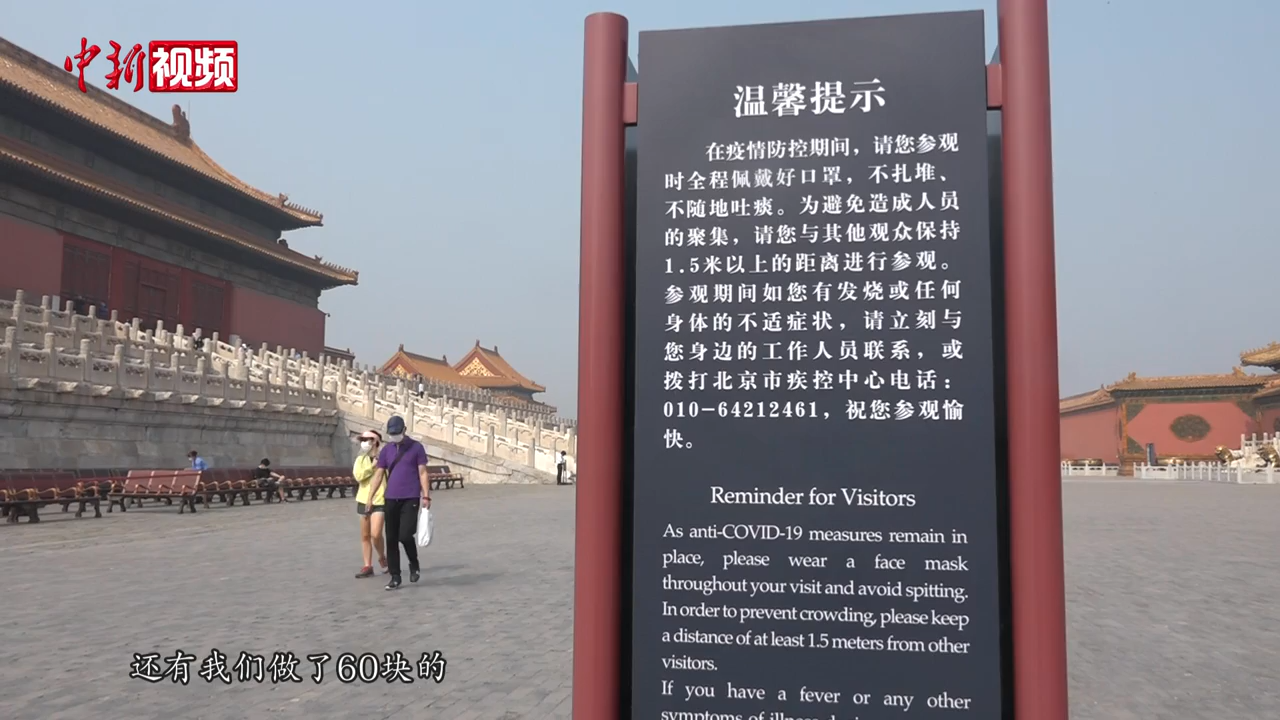 中新视频
温馨提示
在疫情防控期间，请您参观
时全程佩戴好口罩，不扎堆、
不随地吐痰。为避免造成人员
的聚集，请您与其他观众保持
1.5米以上的距离进行参观。
参观期间如您有发烧或任何
身体的不适症状，请立刻与
您身边的工作人员联系，或
拨打北京市疾控中心电话：
010-64212461，祝您参观愉
快。
Reminder for Visitors
As anti-COVID-19 measures remain in
place, please wear a face mask
throughout your visit and avoid spitting.
In order to prevent crowding, please keep
a distance of at least 1.5 meters from other
visitors.
If you have a fever or any other
symptoms of illness
还有我们做了60块的